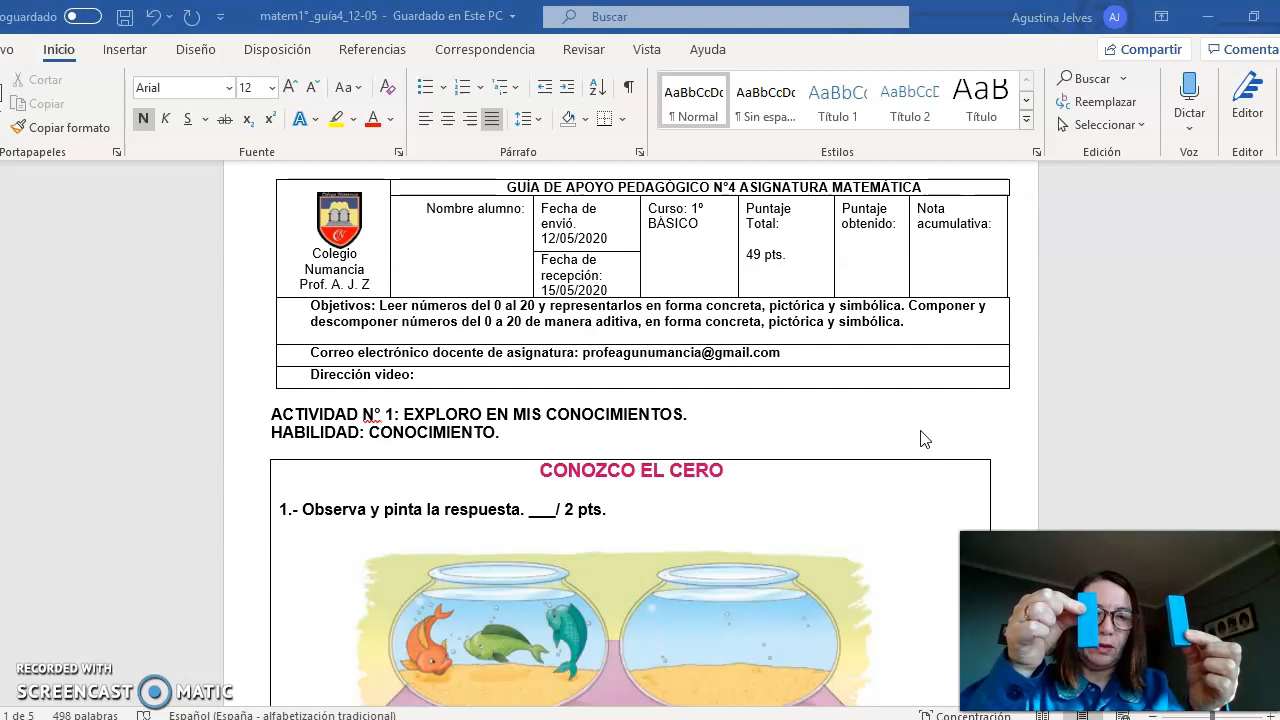 oguardado
matem1°_guía4_12-05 - Guardado en Este PC
Buscar
Agustina Jelves
AJ
vo
Inicio
Insertar
Diseño
Disposición
Referencias
Correspondencia
Revisar
Vista
Ayuda
Compartir
Comenta
Cortar
Copiar
Copiar formato
Portapapeles
Arial
12
Aa
N K S ab x2 x2 A A
Fuente
Párrafo
AaBbCcDc
¶ Normal
AaBbCcDc
¶ Sin espa...
AaBbCc
Título 1
AaBbCcD
Título 2
AaB
Título
Estilos
Buscar
Reemplazar
Seleccionar
Edición
Dictar
Voz
Editor
Editor
GUÍA DE APOYO PEDAGÓGICO N°4 ASIGNATURA MATEMÁTICA
CN
Colegio
Numancia
Prof. A. J. Z
Nombre alumno:
Fecha de
envió.
12/05/2020
Fecha de
recepción:
15/05/2020
Curso: 1º
BÁSICO
Puntaje
Total:
49 pts.
Puntaje
obtenido:
Nota
acumulativa:
Objetivos: Leer números del 0 al 20 y representarlos en forma concreta, pictórica y simbólica. Componer y
descomponer números del 0 a 20 de manera aditiva, en forma concreta, pictórica y simbólica.
Correo electrónico docente de asignatura: profeagunumancia@gmail.com
Dirección video:
ACTIVIDAD N° 1: EXPLORO EN MIS CONOCIMIENTOS.
HABILIDAD: CONOCIMIENTO.
CONOZCO EL CERO
1.- Observa y pinta la respuesta. ___/ 2 pts.
RECORDED WITH
SCREENCAST MATIC
1 de 5
498 palabras
Español (España - alfabetización tradicional)
Concentración